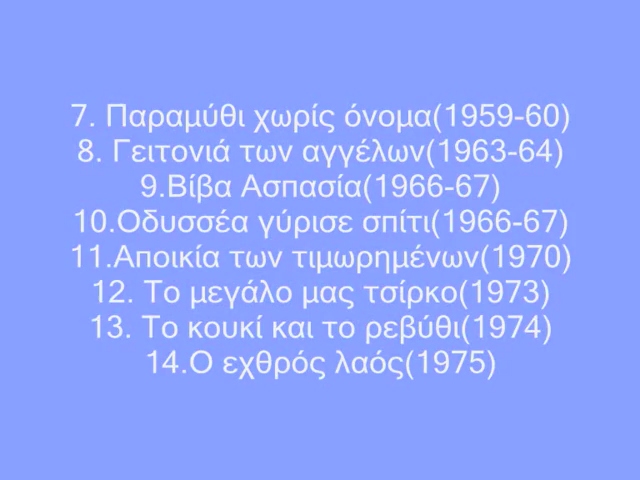 7. Παραμύθι χωρίς όνομα(1959-60)
8. Γειτονιά των αγγέλων(1963-64)
9.Βίβα Ασπασία(1966-67)
10.Οδυσσέα γύρισε σπίτι(1966-67)
11.Αποικία των τιμωρημένων(1970)
12. Το μεγάλο μας τσίρκο(1973)
13. Το κουκί και το ρεβύθι(1974)
14.Ο εχθρός λαός(1975)